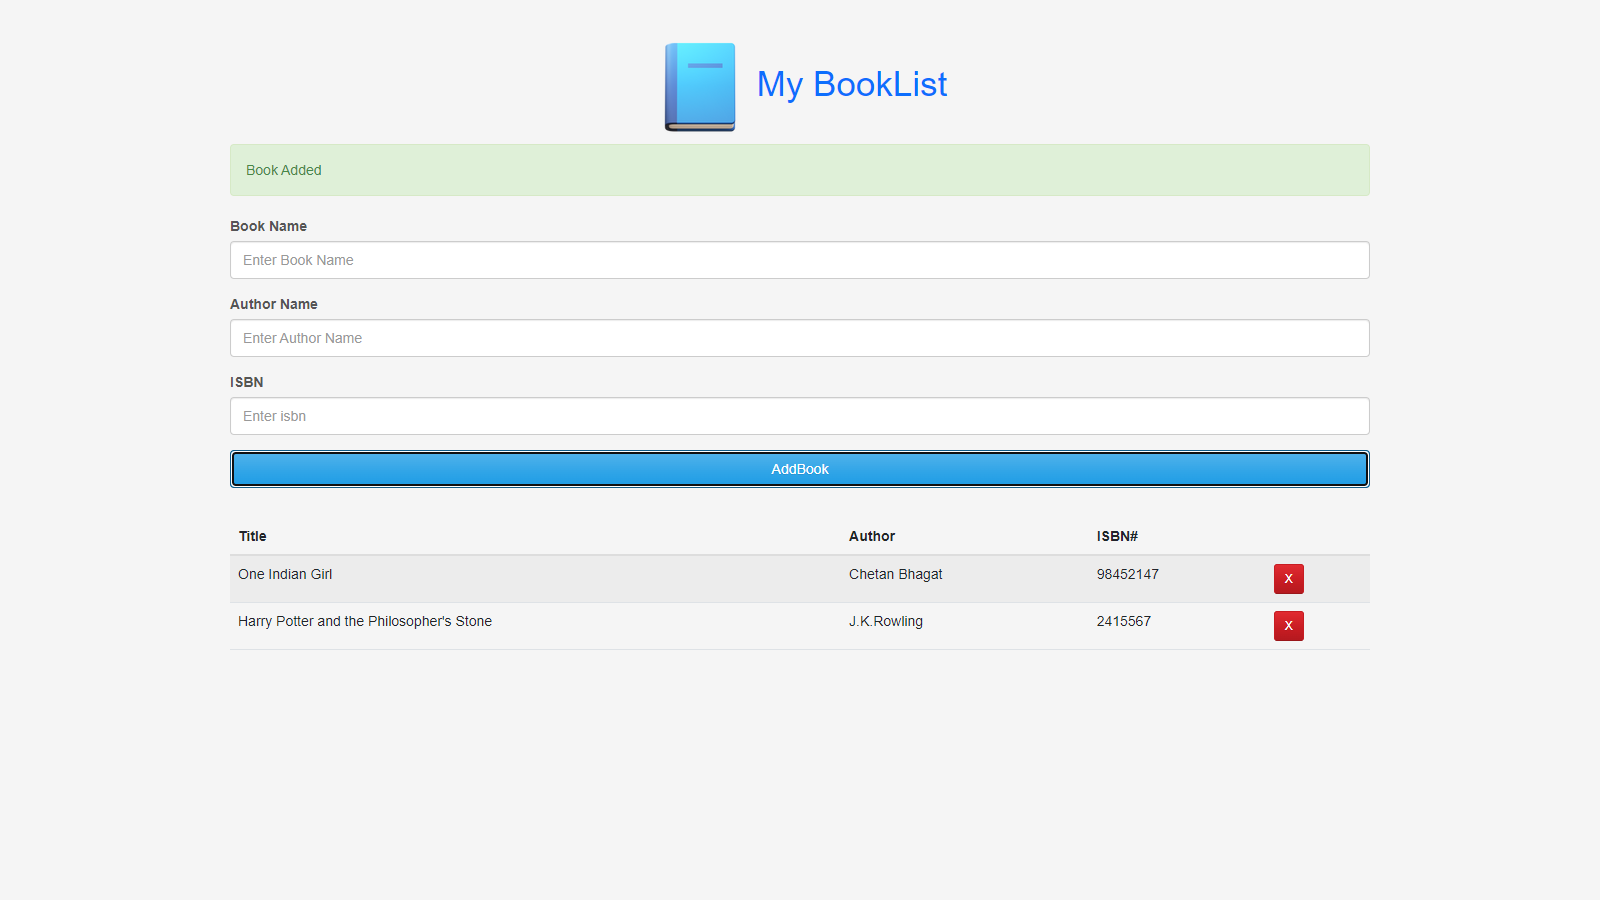 My BookList
Book Added
Book Name
Enter Book Name
Author Name
Enter Author Name
ISBN
Enter isbn
AddBook
Title Author ISBN#
One Indian Girl Chetan Bhagat 98452147 X
Harry Potter and the Philosopher's Stone J.K.Rowling 2415567 X